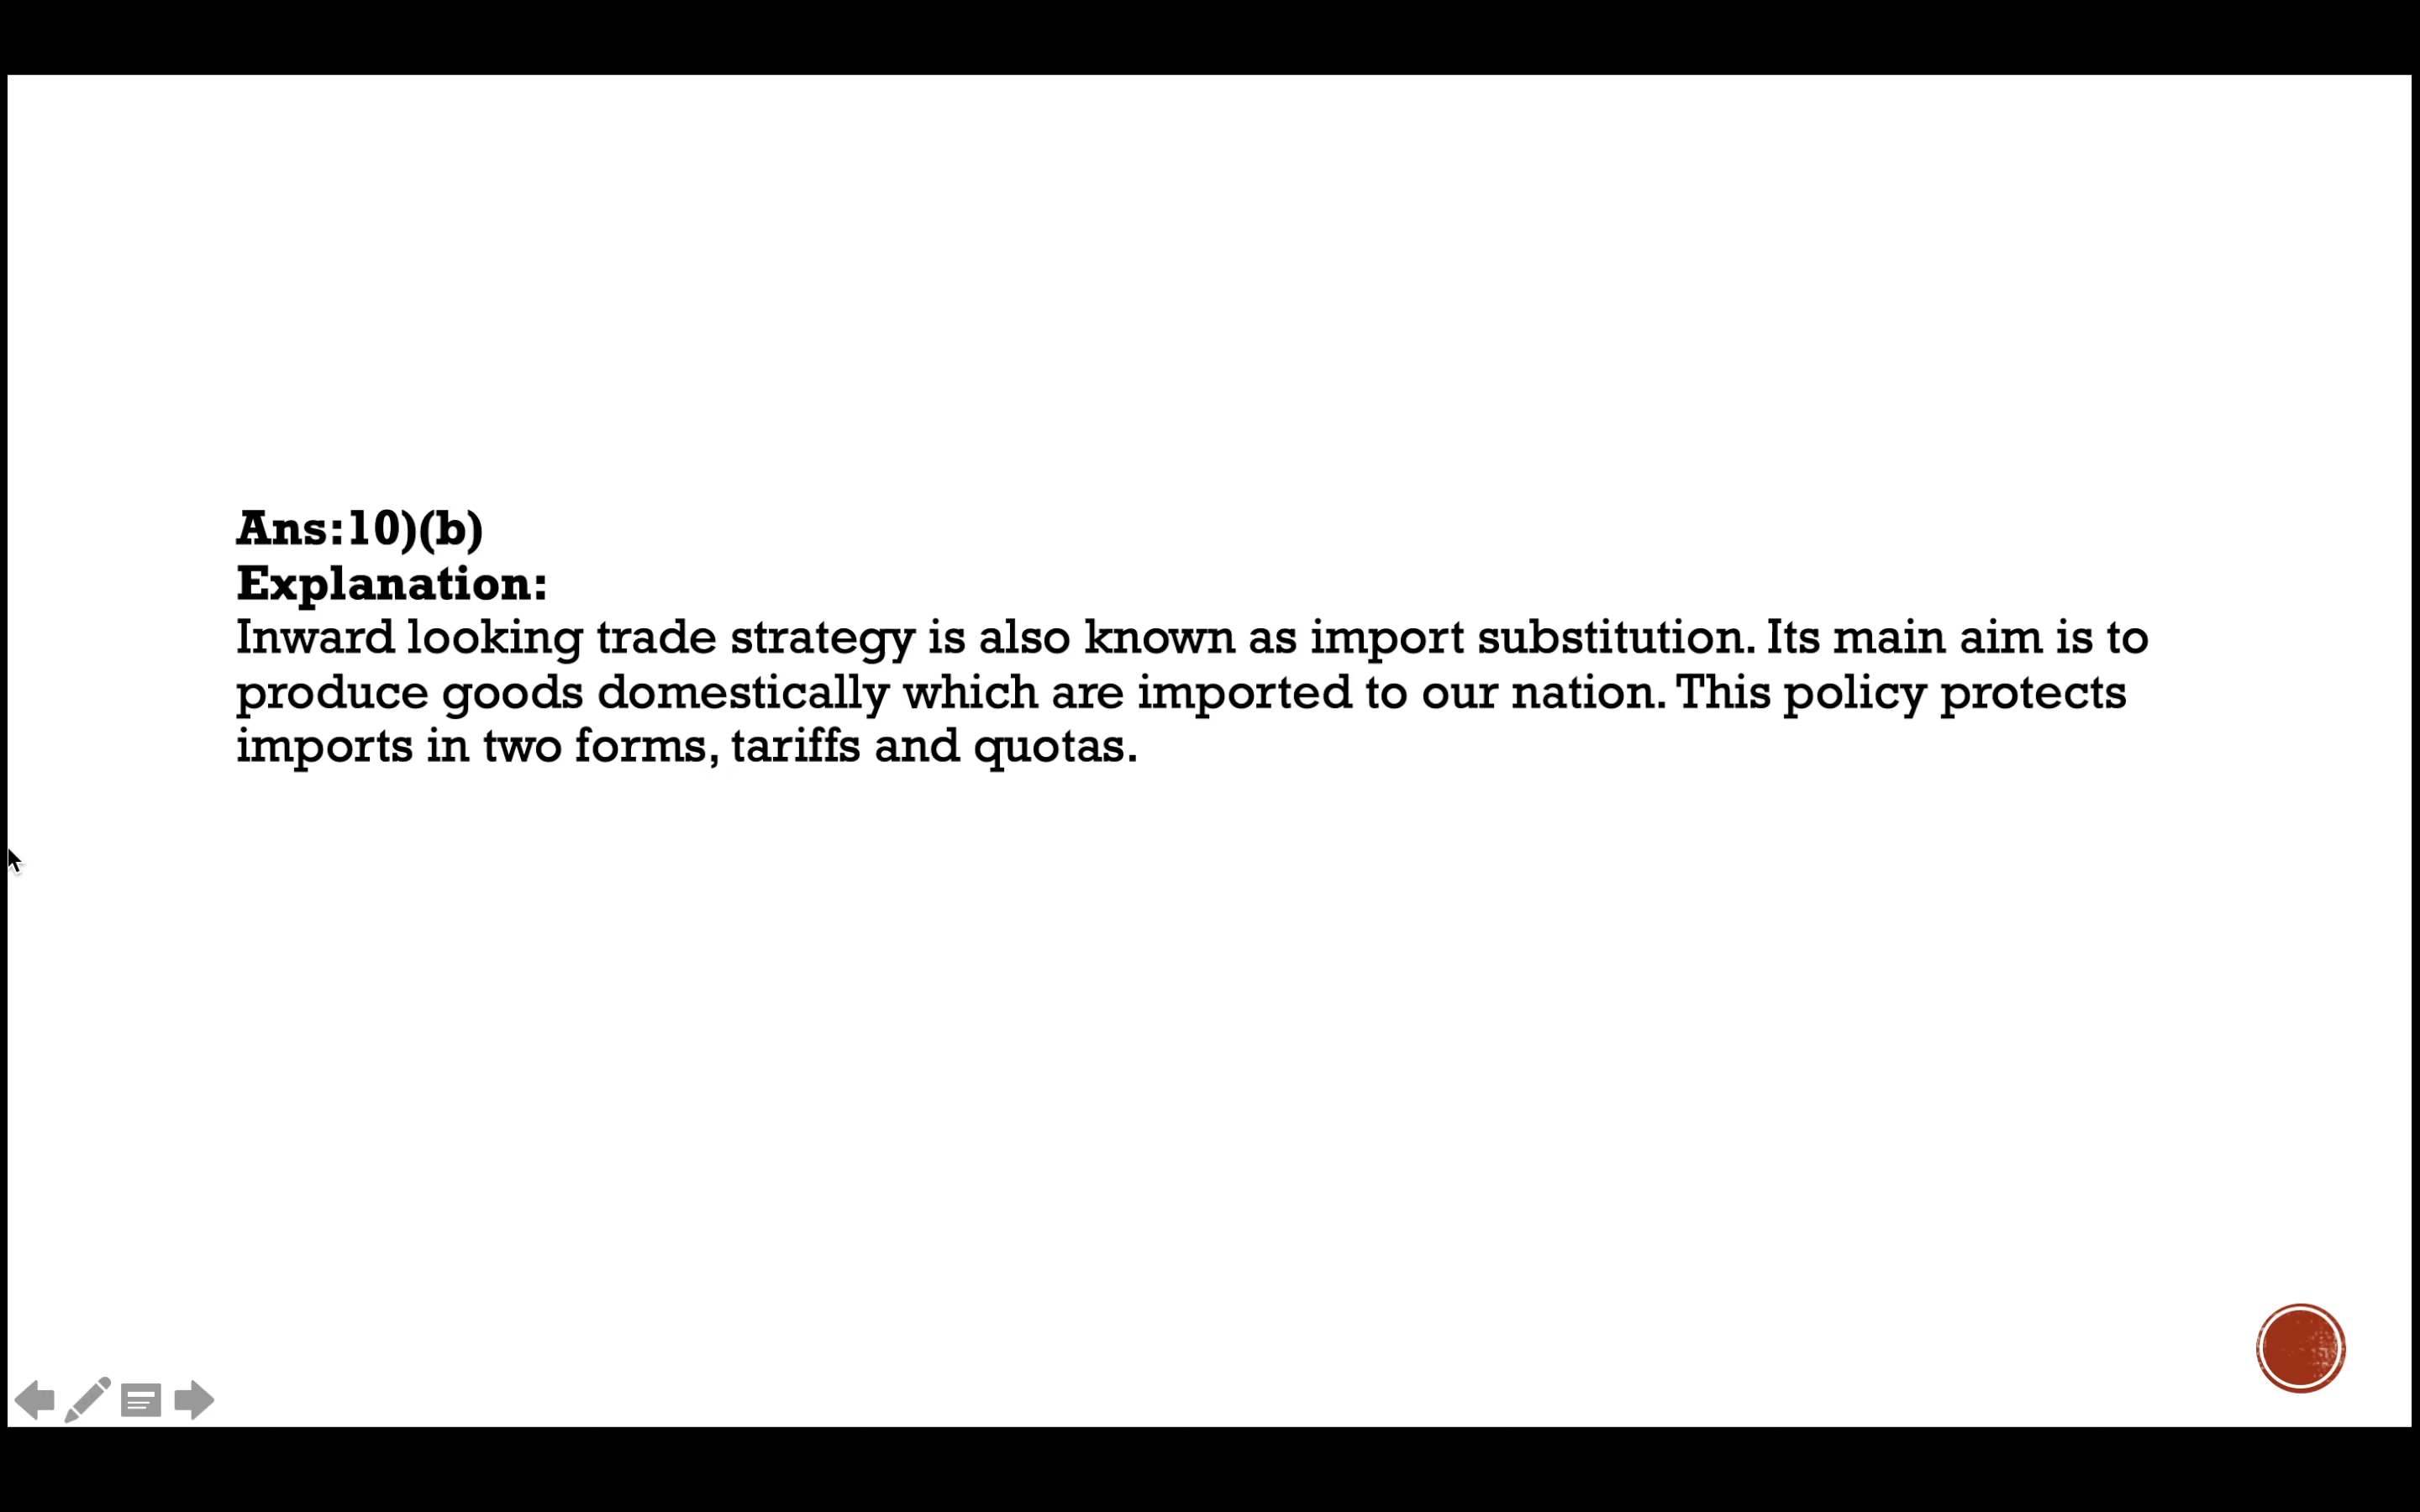 Ans:10)(b)
Explanation:
Inward looking trade strategy is also known as import substitution. Its main aim is to
produce goods domestically which are imported to our nation. This policy protects
imports in two forms, tariffs and quotas.